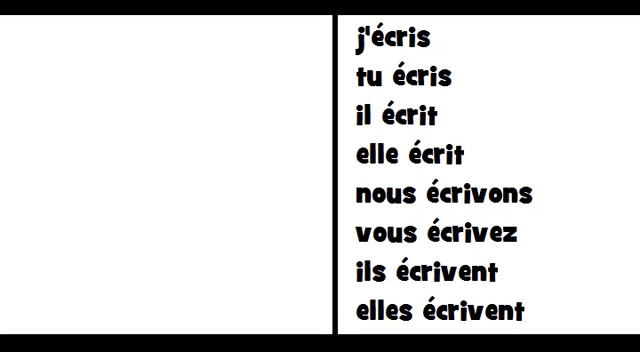 j'écris
tu écris
il écrit
elle écrit
nous écrivons
vous écrivez
ils écrivent
elles écrivent